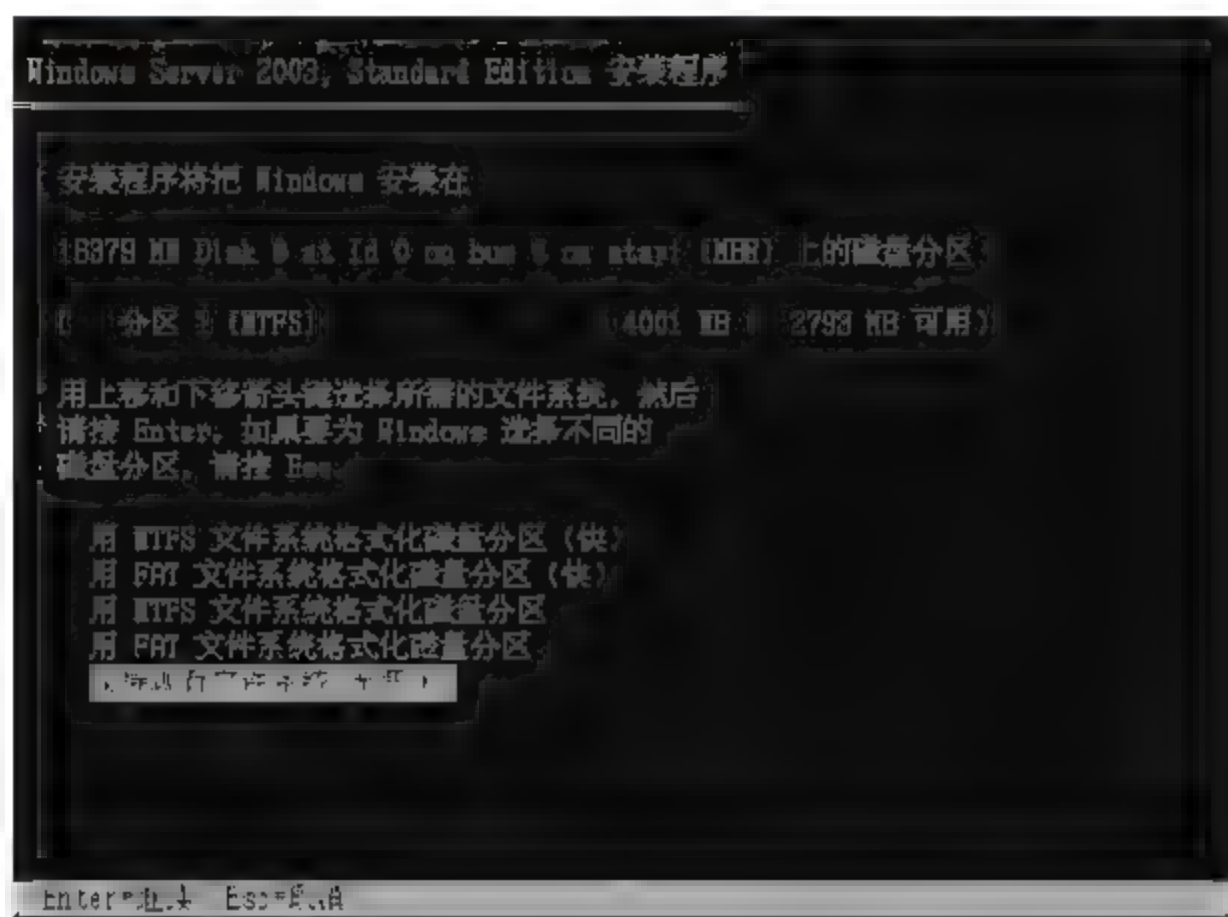 Windows Server 2003, Standard Edition 安装程序
安装程序将把 Windows 安装在
MB Disk 0 at Id 0 on bus 0 on atapi (MBR) 上的磁盘分区
分区 (NTFS) (4001 MB 2793 MB 可用)
用上移和下移箭头键选择所需的文件系统，然后
请按 Enter。如果要为 Windows 选择不同的
磁盘分区，请按 Esc。
用 NTFS 文件系统格式化磁盘分区（快）
用 FAT 文件系统格式化磁盘分区（快）
用 NTFS 文件系统格式化磁盘分区
用 FAT 文件系统格式化磁盘分区
Enter= Esc=